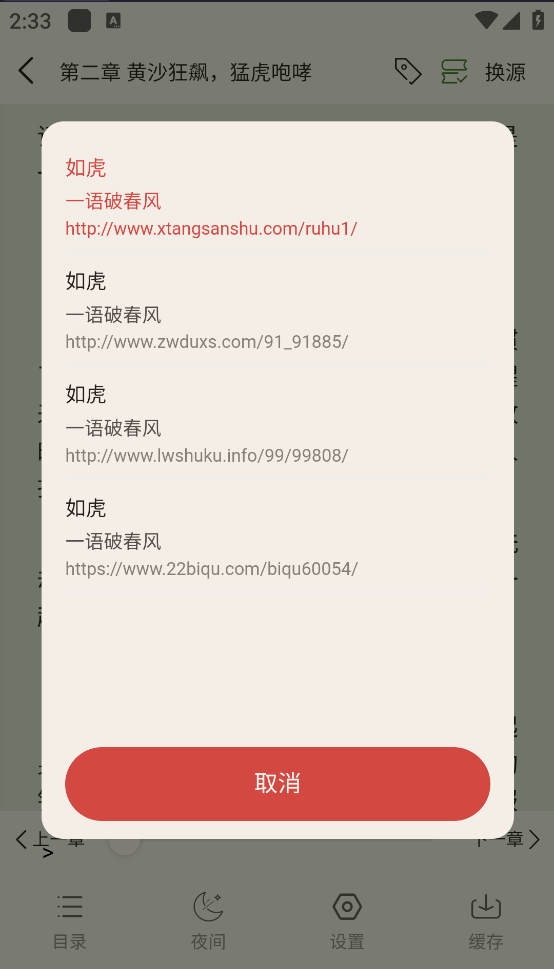 2:33
A
第二章 黄沙狂飙，猛虎咆哮
换源
如虎
一语破春风
http://www.xtangsanshu.com/ruhu1/
如虎
一语破春风
http://www.zwduxs.com/91_91885/
如虎
一语破春风
http://www.lwshuku.info/99/99808/
如虎
一语破春风
https://www.22biqu.com/biqu60054/
取消
上一章
下一章
>
目录
夜间
设置
缓存